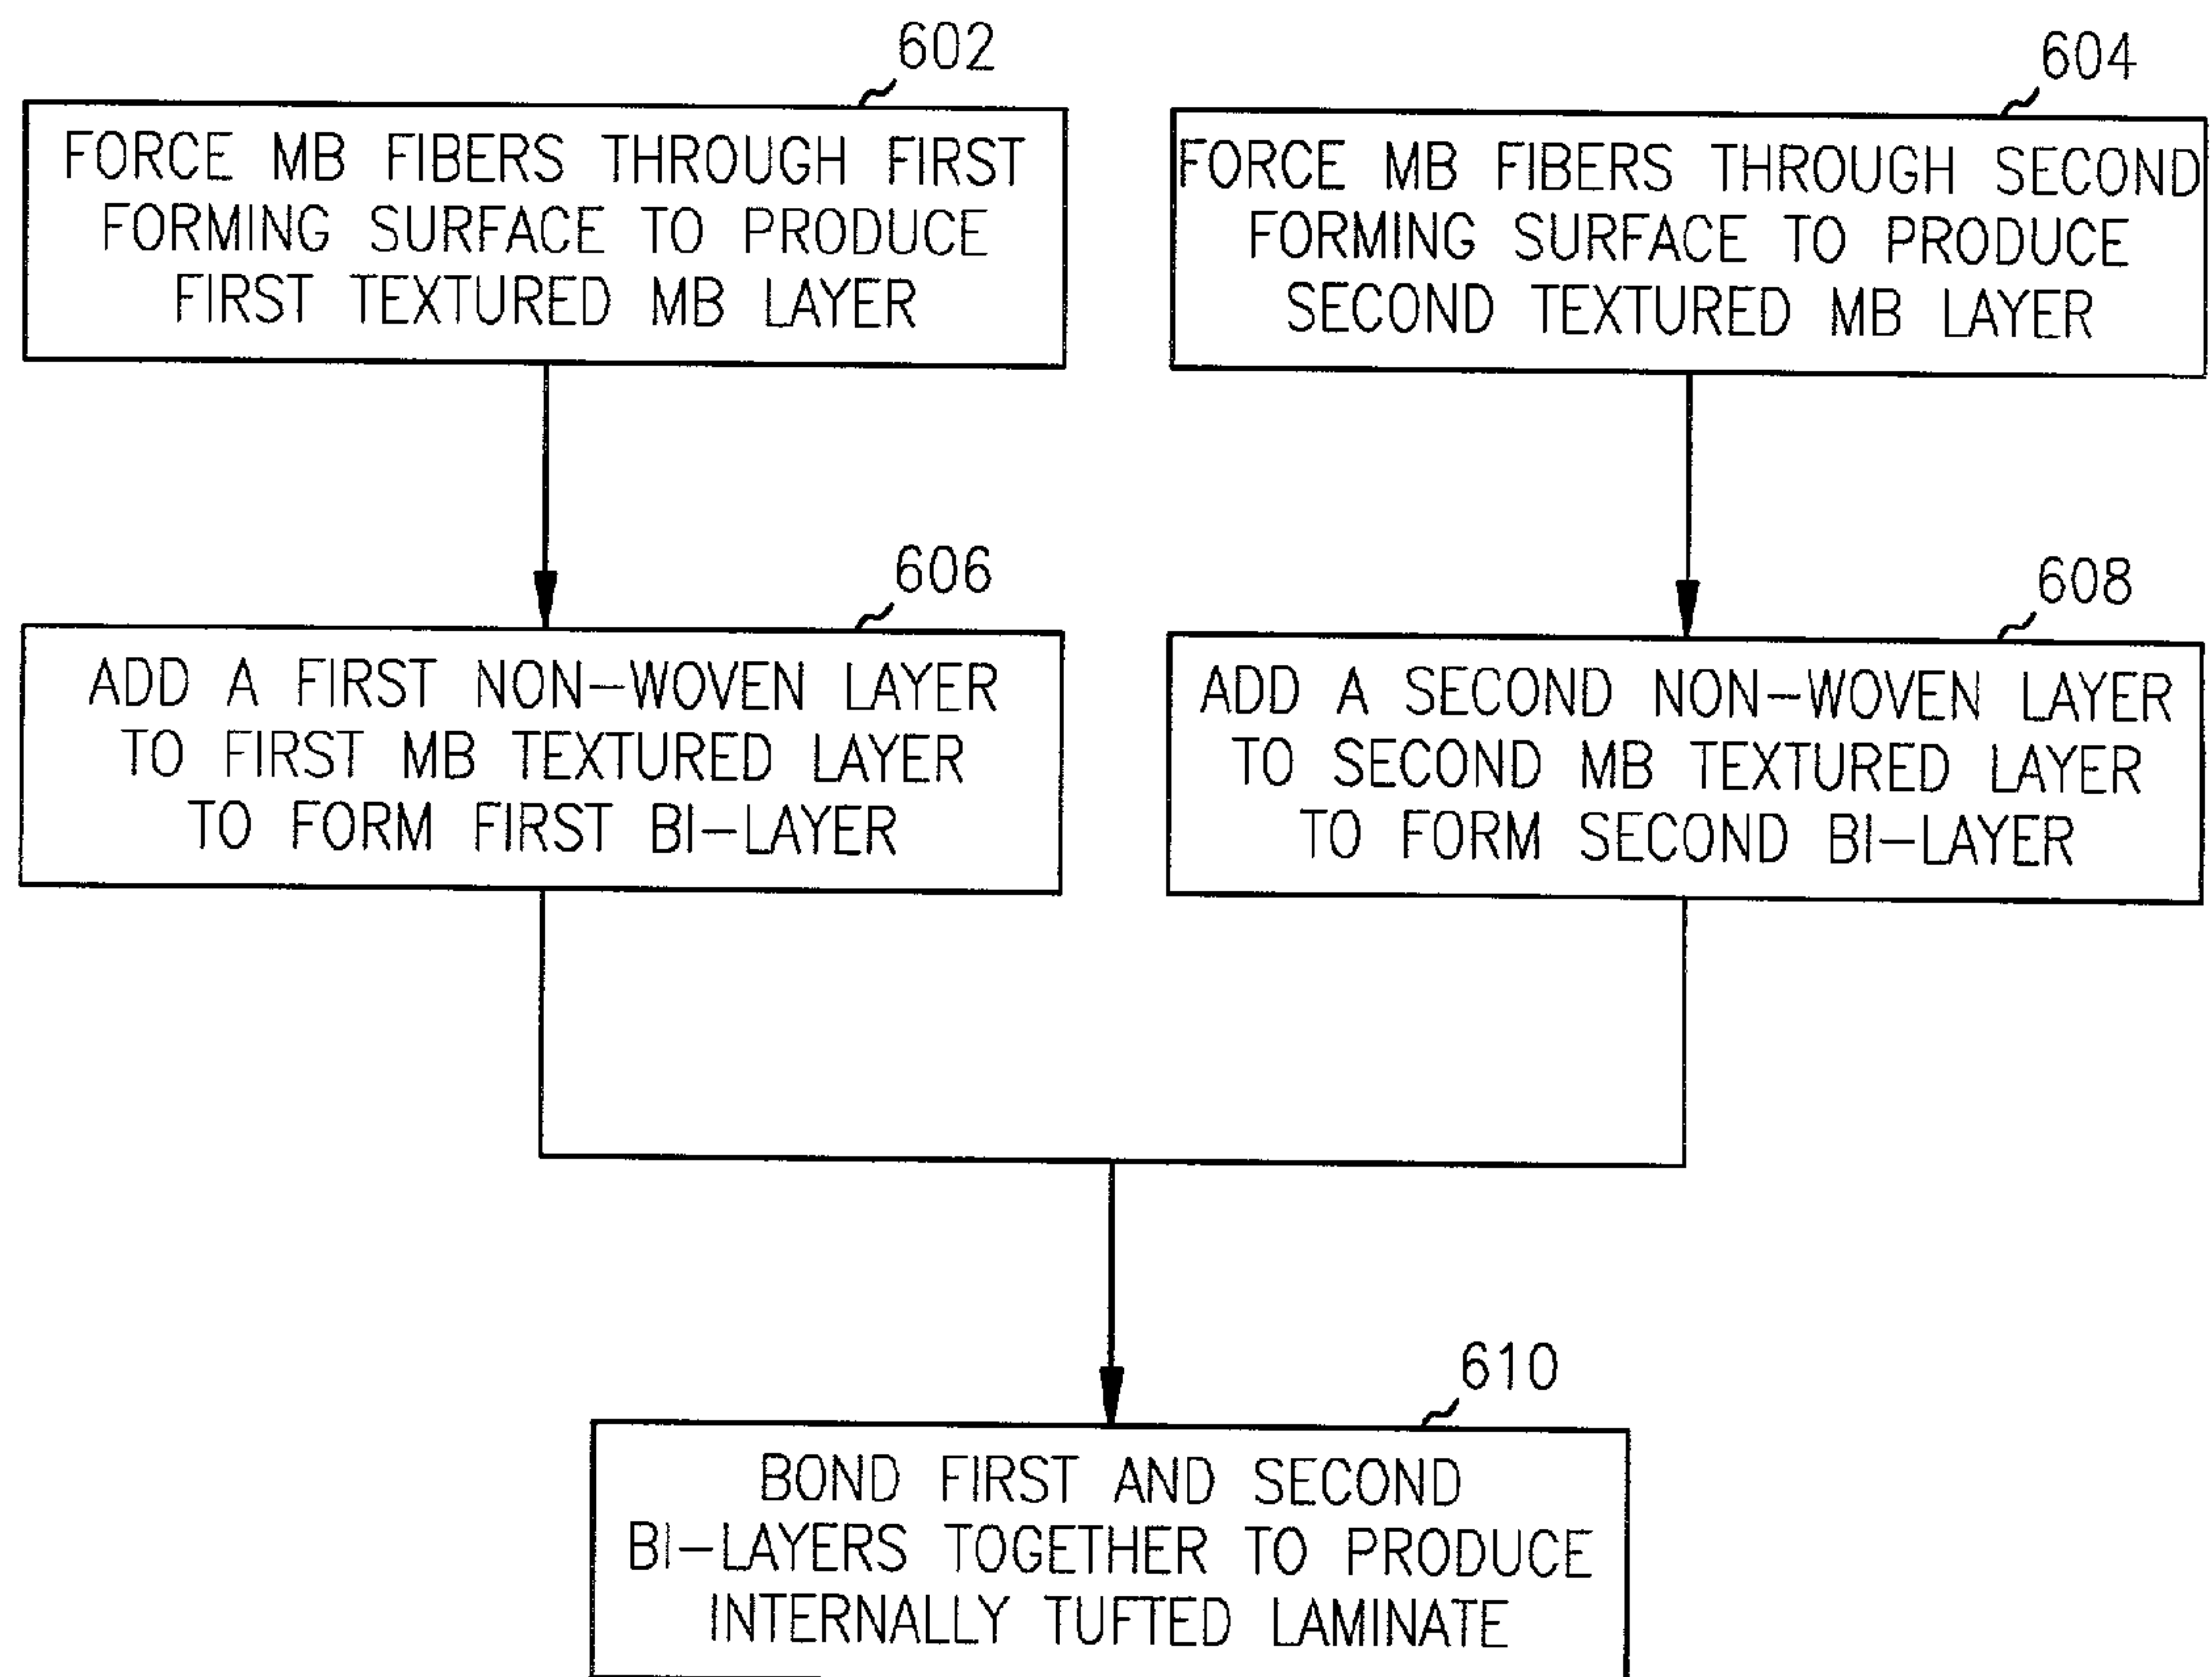 602
FORCE MB FIBERS THROUGH FIRST
FORMING SURFACE TO PRODUCE
FIRST TEXTURED MB LAYER
604
FORCE MB FIBERS THROUGH SECOND
FORMING SURFACE TO PRODUCE
SECOND TEXTURED MB LAYER
606
ADD A FIRST NON-WOVEN LAYER
TO FIRST MB TEXTURED LAYER
TO FORM FIRST BI-LAYER
608
ADD A SECOND NON-WOVEN LAYER
TO SECOND MB TEXTURED LAYER
TO FORM SECOND BI-LAYER
610
BOND FIRST AND SECOND
BI-LAYERS TOGETHER TO PRODUCE
INTERNALLY TUFTED LAMINATE